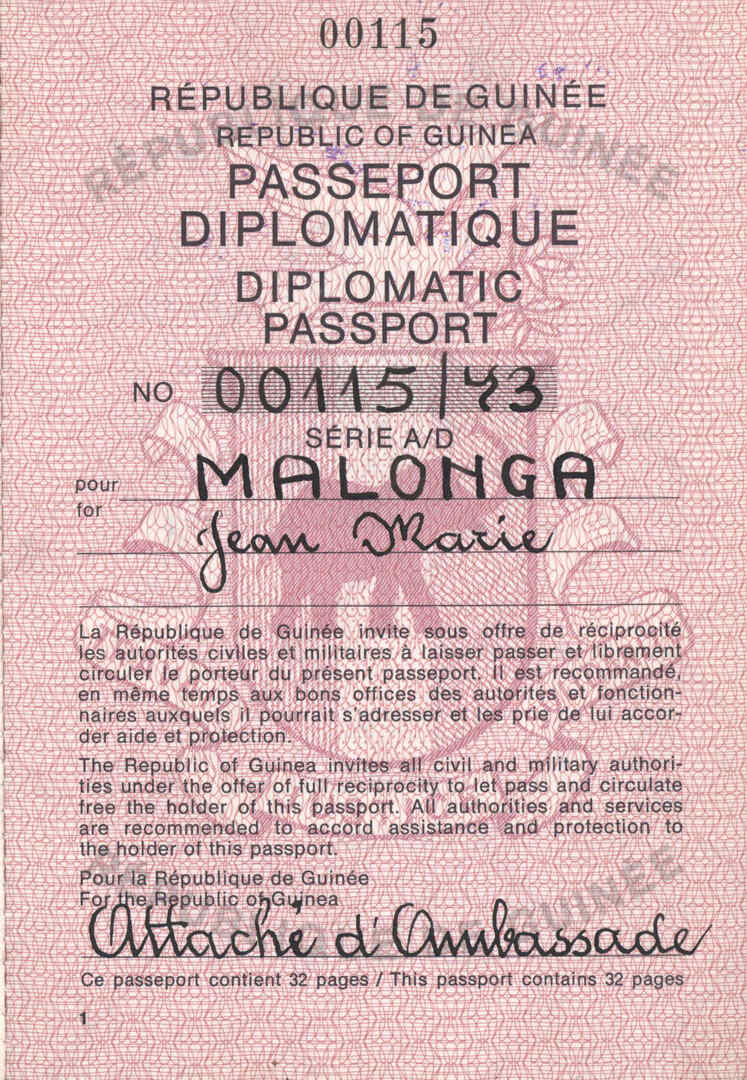 00115
RÉPUBLIQUE DE GUINÉE
REPUBLIC OF GUINEA
RÉPUBLIQUE DE GUINÉE
PASSEPORT
DIPLOMATIQUE
DIPLOMATIC
PASSPORT
NO 00115/43
SÉRIE A/D
pour MALONGA
for
Jean Marie
La République de Guinée invite sous offre de réciprocité
les autorités civiles et militaires à laisser passer et librement
circuler le porteur du présent passeport. Il est recommandé,
en même temps aux bons offices des autorités et fonction-
naires auxquels il pourrait s'adresser et les prie de lui accor-
der aide et protection.
The Republic of Guinea invites all civil and military authori-
ties under the offer of full reciprocity to let pass and circulate
free the holder of this passport. All authorities and services
are recommended to accord assistance and protection to
the holder of this passport.
Pour la République de Guinée
For the Republic of Guinea
RÉPUBLIQUE DE GUINÉE
Attaché d'Ambassade
Ce passeport contient 32 pages / This passport contains 32 pages
1